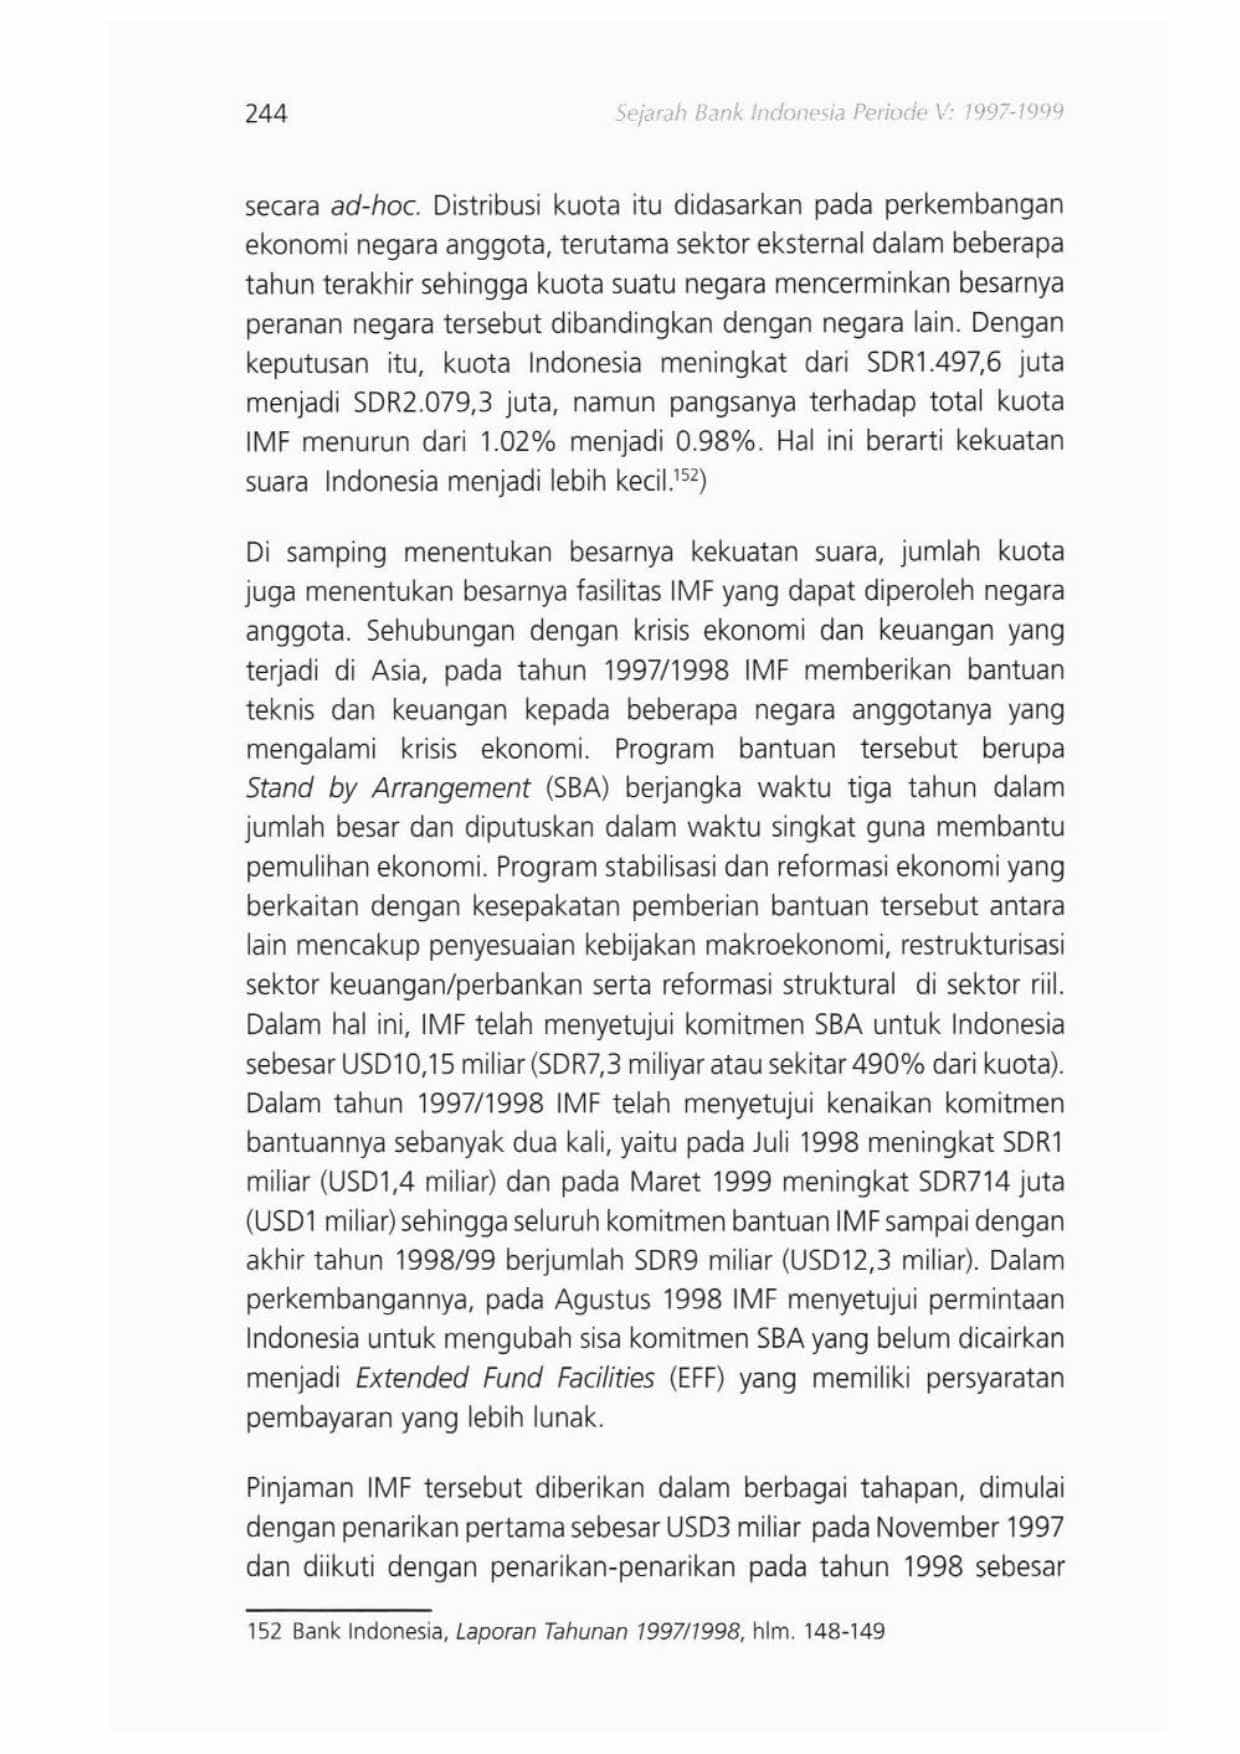 244
Sejarah Bank Indonesia Periode V: 1997-1999
secara ad-hoc. Distribusi kuota itu didasarkan pada perkembangan
ekonomi negara anggota, terutama sektor eksternal dalam beberapa
tahun terakhir sehingga kuota suatu negara mencerminkan besarnya
peranan negara tersebut dibandingkan dengan negara lain. Dengan
keputusan itu, kuota Indonesia meningkat dari SDR1.497,6 juta
menjadi SDR2.079,3 juta, namun pangsanya terhadap total kuota
IMF menurun dari 1.02% menjadi 0.98%. Hal ini berarti kekuatan
suara Indonesia menjadi lebih kecil.152)
Di samping menentukan besarnya kekuatan suara, jumlah kuota
juga menentukan besarnya fasilitas IMF yang dapat diperoleh negara
anggota. Sehubungan dengan krisis ekonomi dan keuangan yang
terjadi di Asia, pada tahun 1997/1998 IMF memberikan bantuan
teknis dan keuangan kepada beberapa negara anggotanya yang
mengalami krisis ekonomi. Program bantuan tersebut berupa
Stand by Arrangement (SBA) berjangka waktu tiga tahun dalam
jumlah besar dan diputuskan dalam waktu singkat guna membantu
pemulihan ekonomi. Program stabilisasi dan reformasi ekonomi yang
berkaitan dengan kesepakatan pemberian bantuan tersebut antara
lain mencakup penyesuaian kebijakan makroekonomi, restrukturisasi
sektor keuangan/perbankan serta reformasi struktural di sektor riil.
Dalam hal ini, IMF telah menyetujui komitmen SBA untuk Indonesia
sebesar USD10,15 miliar (SDR7,3 miliyar atau sekitar 490% dari kuota).
Dalam tahun 1997/1998 IMF telah menyetujui kenaikan komitmen
bantuannya sebanyak dua kali, yaitu pada Juli 1998 meningkat SDR1
miliar (USD1,4 miliar) dan pada Maret 1999 meningkat SDR714 juta
(USD1 miliar) sehingga seluruh komitmen bantuan IMF sampai dengan
akhir tahun 1998/99 berjumlah SDR9 miliar (USD12,3 miliar). Dalam
perkembangannya, pada Agustus 1998 IMF menyetujui permintaan
Indonesia untuk mengubah sisa komitmen SBA yang belum dicairkan
menjadi Extended Fund Facilities (EFF) yang memiliki persyaratan
pembayaran yang lebih lunak.
Pinjaman IMF tersebut diberikan dalam berbagai tahapan, dimulai
dengan penarikan pertama sebesar USD3 miliar pada November 1997
dan diikuti dengan penarikan-penarikan pada tahun 1998 sebesar
152 Bank Indonesia, Laporan Tahunan 1997/1998, hlm. 148-149